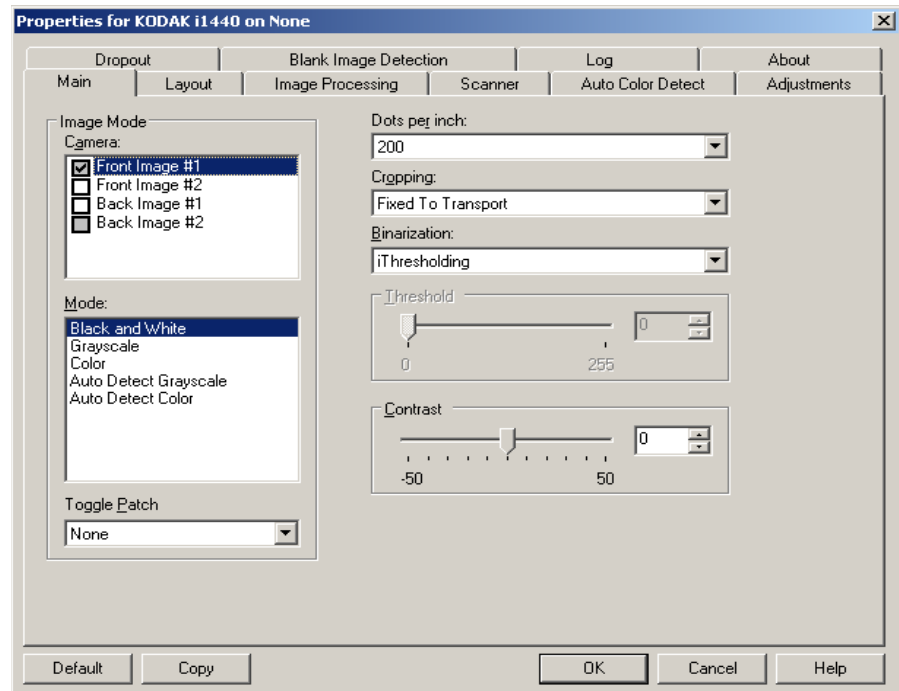 Properties for KODAK i1440 on None
Dropout Blank Image Detection Log About
Main Layout Image Processing Scanner Auto Color Detect Adjustments
Image Mode
Camera:
Front Image #1
Front Image #2
Back Image #1
Back Image #2
Mode:
Black and White
Grayscale
Color
Auto Detect Grayscale
Auto Detect Color
Toggle Patch
None
Dots per inch:
200
Cropping:
Fixed To Transport
Binarization:
iThresholding
Threshold
0
0 255
Contrast
0
-50 50
Default Copy OK Cancel Help